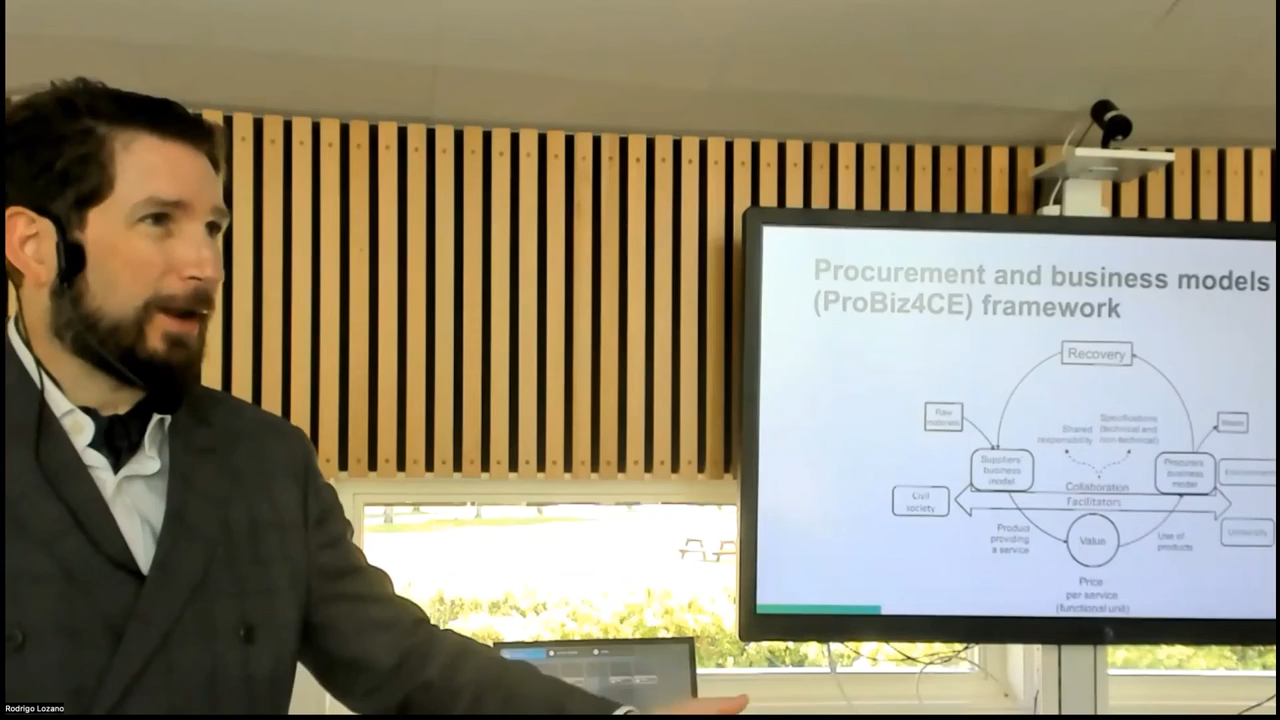 Procurement and business models
(ProBiz4CE) framework
Recovery
Raw
materials
Specifications
(technical and
non-technical)
Shared
responsibility
Waste
Suppliers'
business
model
Procurers
business
model
Collaboration
Facilitators
Civil
society
University
Product
providing
a service
Value
Use of
products
Price
per service
(functional unit)
Rodrigo Lozano